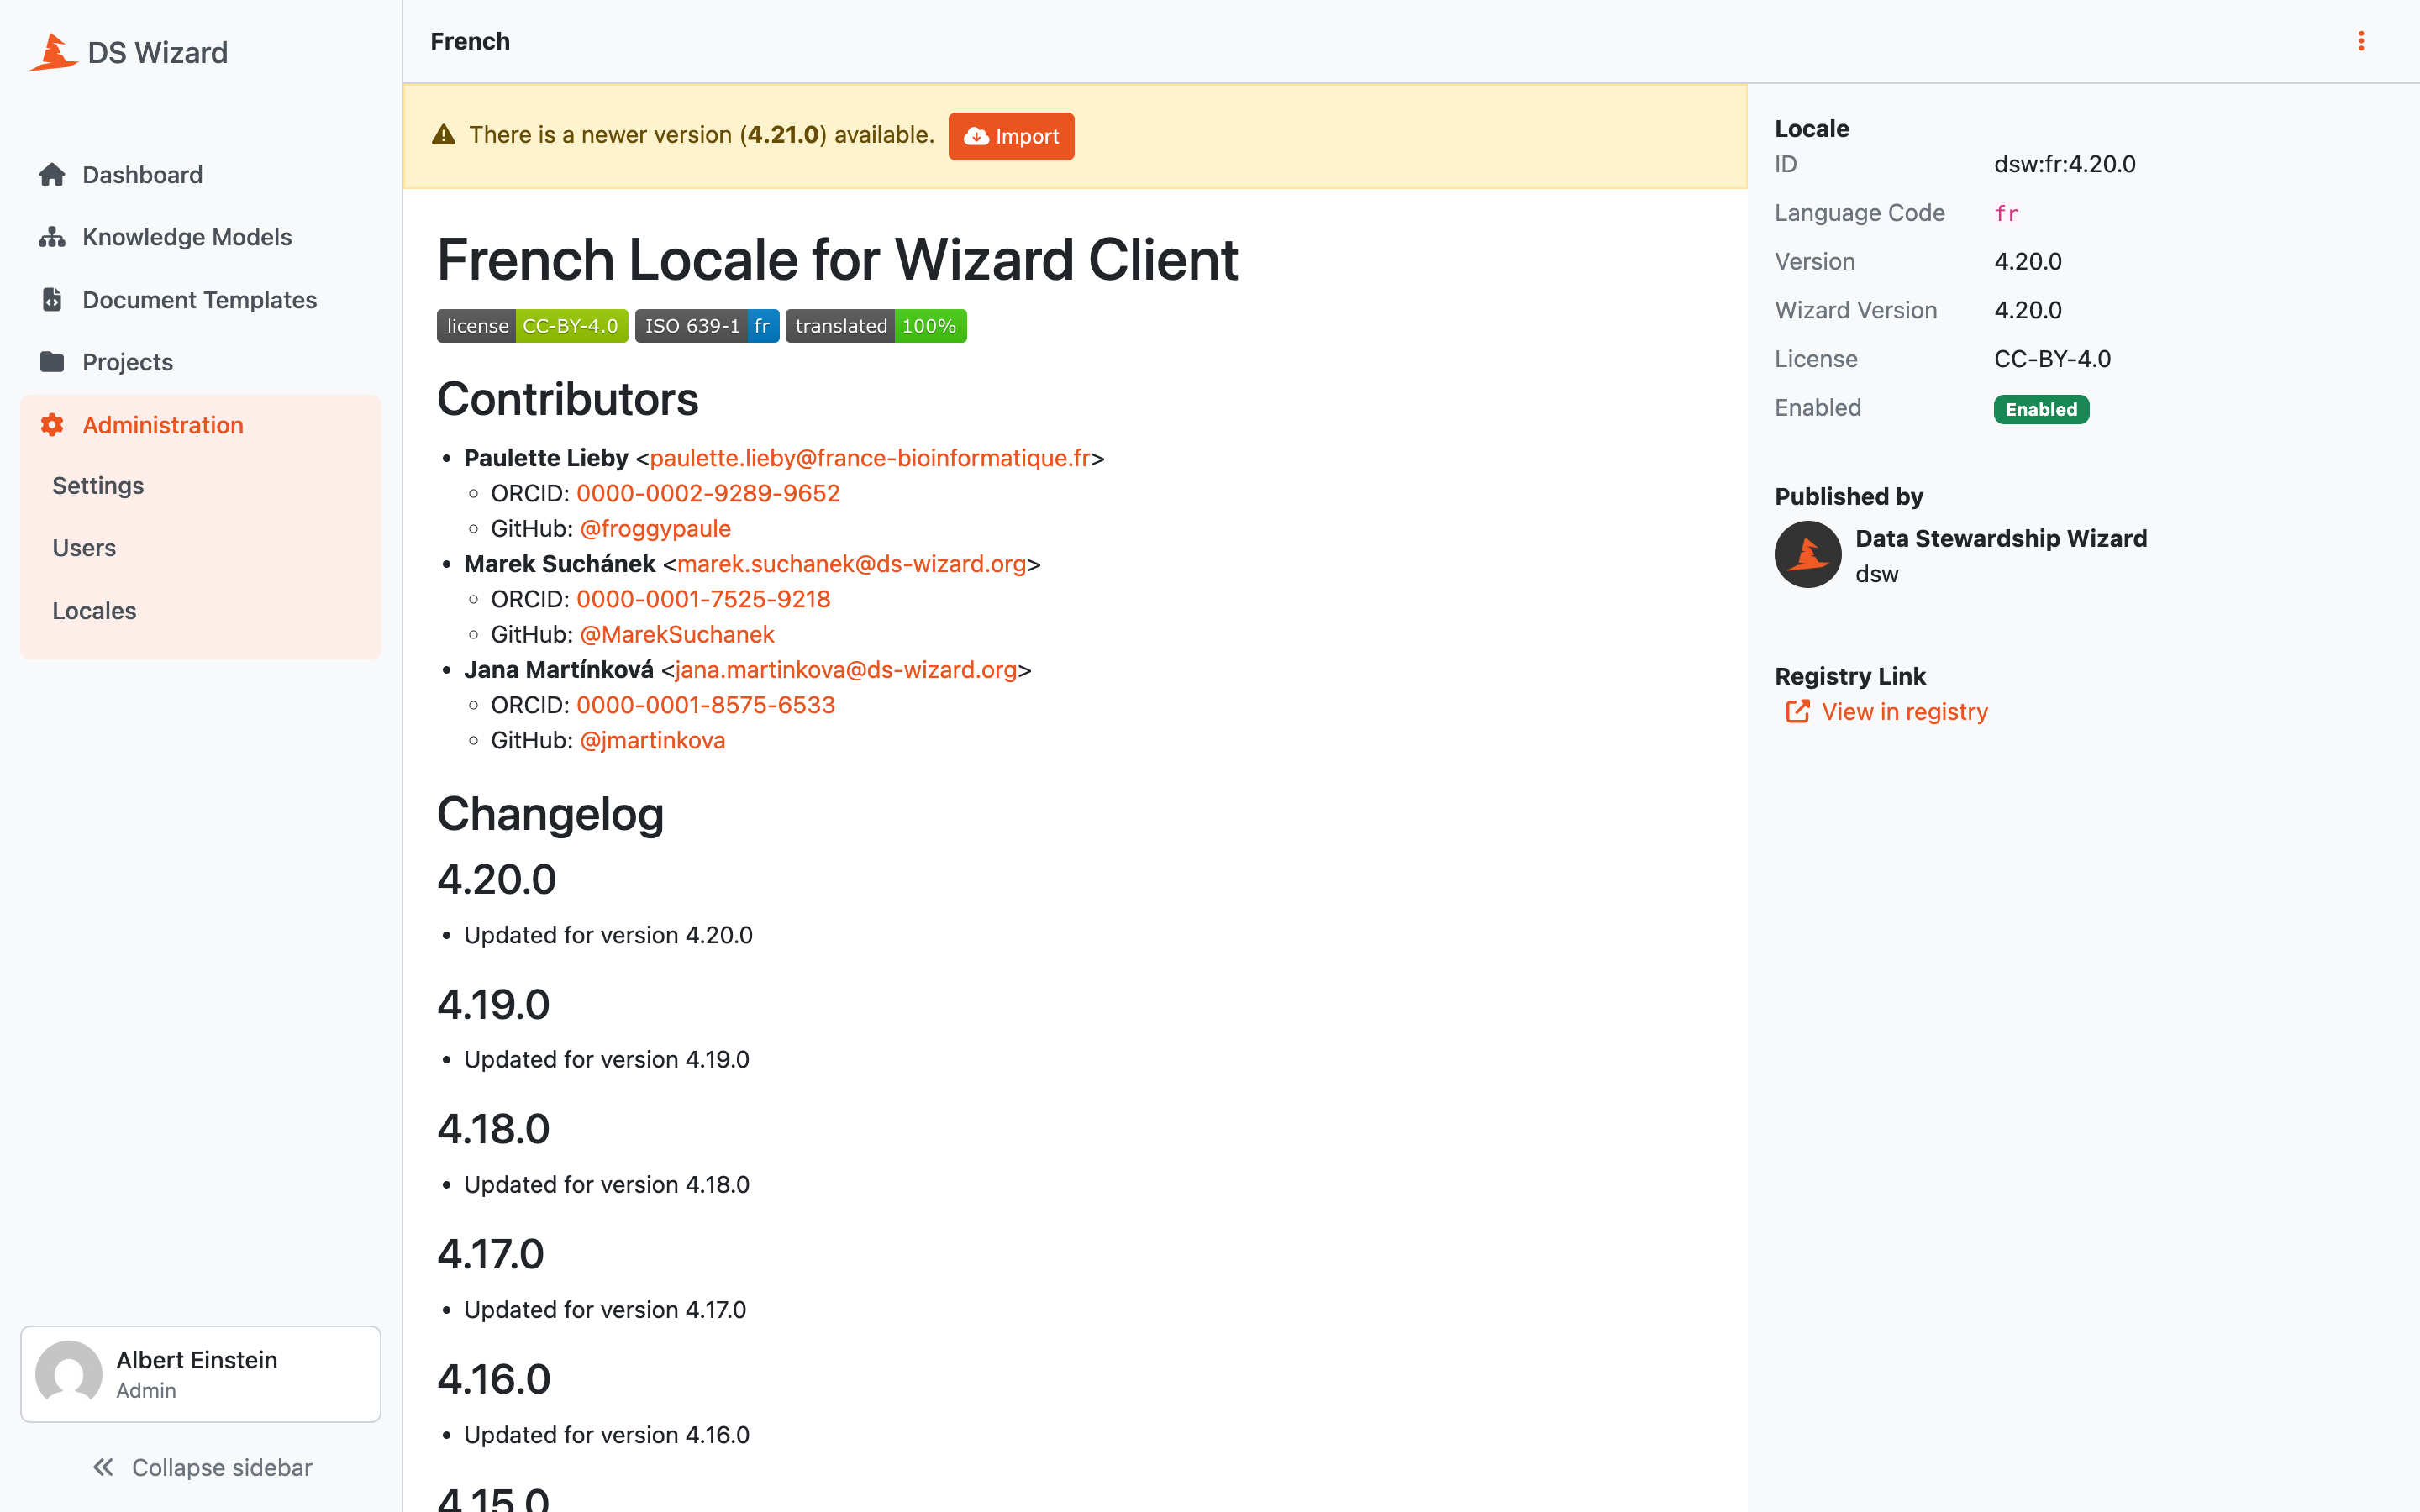 DS Wizard
Dashboard
Knowledge Models
Document Templates
Projects
Administration
Settings
Users
Locales
Albert Einstein
Admin
Collapse sidebar
French
There is a newer version (4.21.0) available. Import
French Locale for Wizard Client
license CC-BY-4.0 ISO 639-1 fr translated 100%
Contributors
• Paulette Lieby <paulette.lieby@france-bioinformatique.fr>
◦ ORCID: 0000-0002-9289-9652
◦ GitHub: @froggypaule
• Marek Suchánek <marek.suchanek@ds-wizard.org>
◦ ORCID: 0000-0001-7525-9218
◦ GitHub: @MarekSuchanek
• Jana Martínková <jana.martinkova@ds-wizard.org>
◦ ORCID: 0000-0001-8575-6533
◦ GitHub: @jmartinkova
Changelog
4.20.0
• Updated for version 4.20.0
4.19.0
• Updated for version 4.19.0
4.18.0
• Updated for version 4.18.0
4.17.0
• Updated for version 4.17.0
4.16.0
• Updated for version 4.16.0
4.15.0
Locale
ID dsw:fr:4.20.0
Language Code fr
Version 4.20.0
Wizard Version 4.20.0
License CC-BY-4.0
Enabled Enabled
Published by
Data Stewardship Wizard
dsw
Registry Link
View in registry